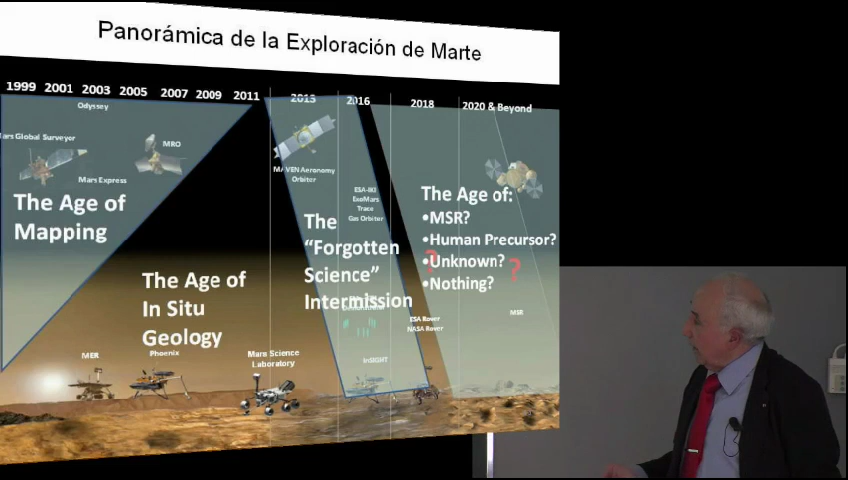 Panorámica de la Exploración de Marte
1999 2001 2003 2005 2007 2009 2011 2013 2016 2018 2020 & Beyond
Odyssey
Mars Global Surveyor
MRO
Mars Express
The Age of
Mapping
MAVEN Aeronomy
Orbiter
ESA-IKI
ExoMars
Trace
Gas Orbiter
The
"Forgotten
Science"
Intermission
The Age of:
•MSR?
•Human Precursor?
•Unknown?
•Nothing?
?
?
The Age of
In Situ
Geology
ESA Rover
NASA Rover
MSR
MER
Phoenix
Mars Science
Laboratory
InSIGHT